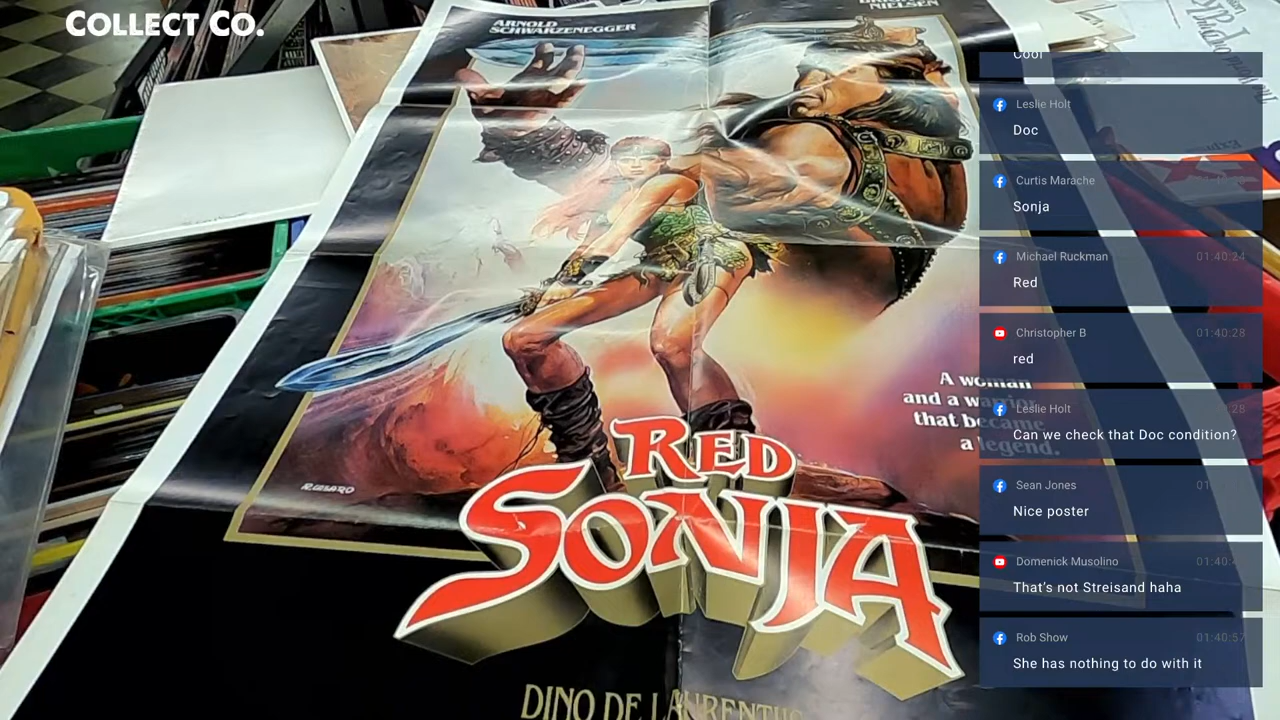 COLLECT CO.
ARNOLD
SCHWARZENEGGER
NIELSEN
A woman
and a warrior
that became
a legend.
RED
SONJA
DINO DE LAURENTIIS
Cool
Leslie Holt
Doc
Curtis Marache
Sonja
Michael Ruckman
01:40:24
Red
Christopher B
01:40:28
red
Leslie Holt
Can we check that Doc condition?
Sean Jones
Nice poster
Domenick Musolino
That's not Streisand haha
Rob Show
01:40:57
She has nothing to do with it